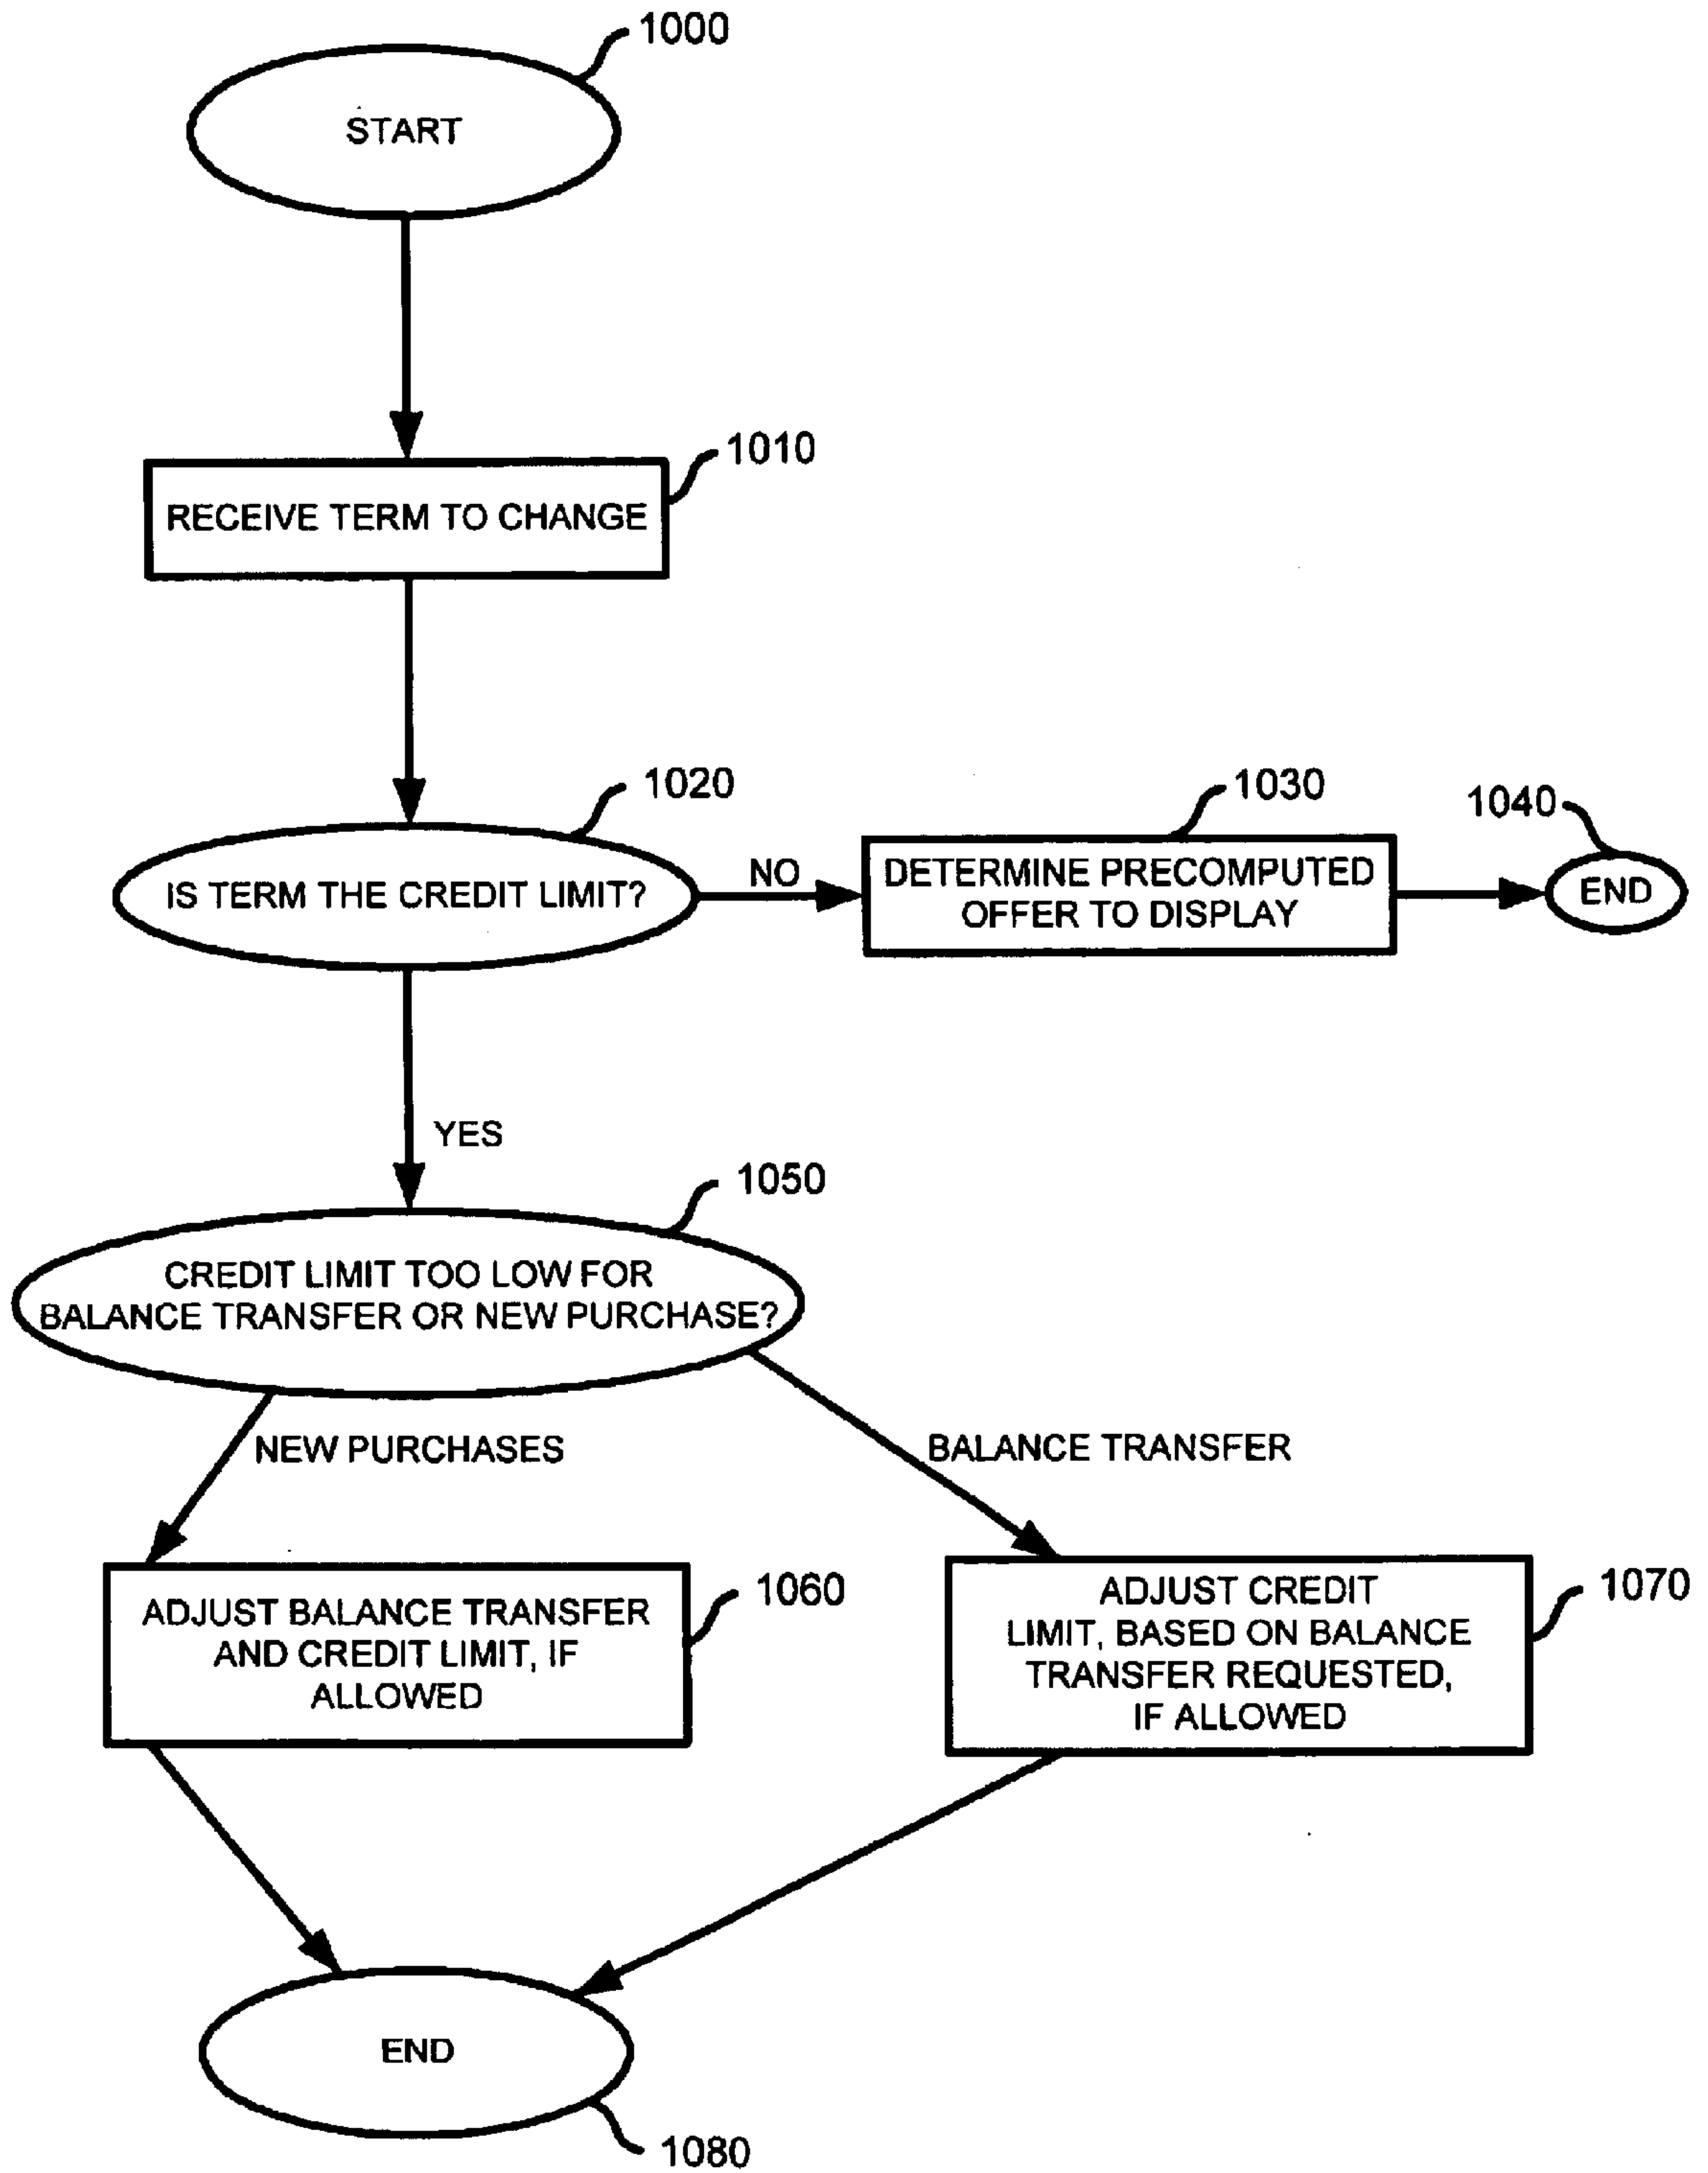 1000
START
1010
RECEIVE TERM TO CHANGE
1020
IS TERM THE CREDIT LIMIT?
NO
1030
DETERMINE PRECOMPUTED
OFFER TO DISPLAY
1040
END
YES
1050
CREDIT LIMIT TOO LOW FOR
BALANCE TRANSFER OR NEW PURCHASE?
NEW PURCHASES
BALANCE TRANSFER
1060
ADJUST BALANCE TRANSFER
AND CREDIT LIMIT, IF
ALLOWED
1070
ADJUST CREDIT
LIMIT, BASED ON BALANCE
TRANSFER REQUESTED,
IF ALLOWED
END
1080